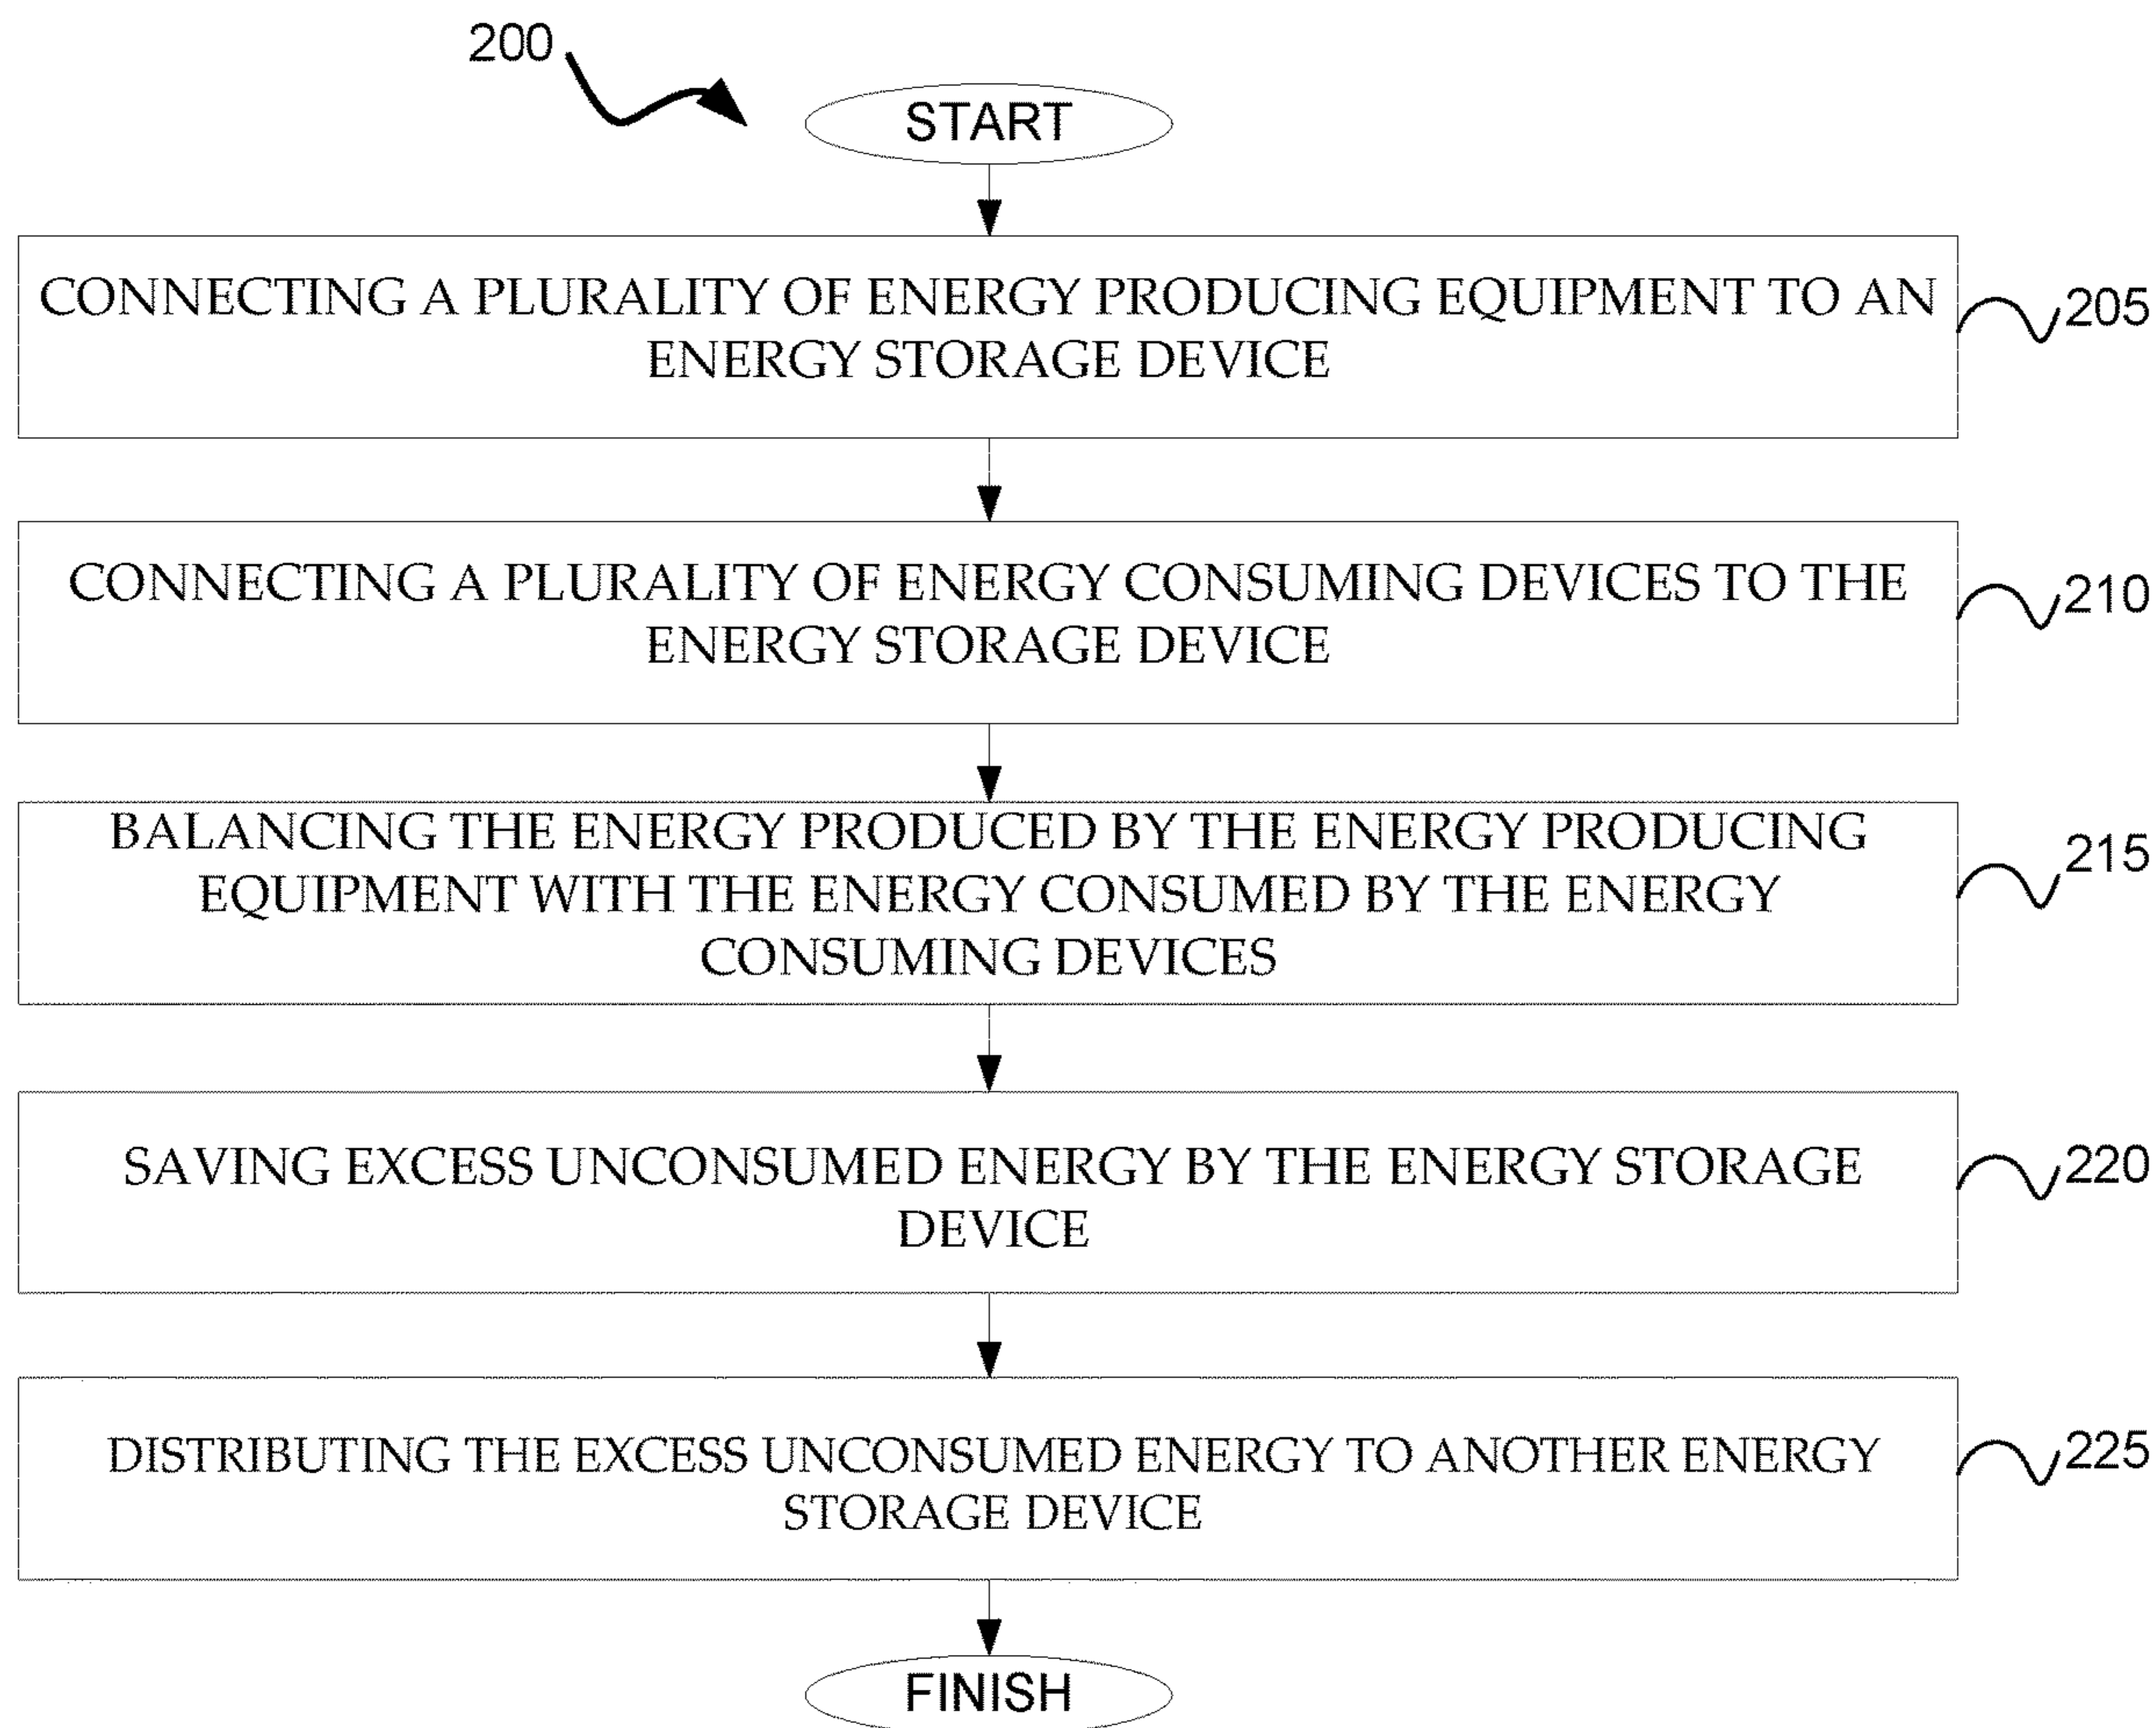 200
START
CONNECTING A PLURALITY OF ENERGY PRODUCING EQUIPMENT TO AN
ENERGY STORAGE DEVICE
205
CONNECTING A PLURALITY OF ENERGY CONSUMING DEVICES TO THE
ENERGY STORAGE DEVICE
210
BALANCING THE ENERGY PRODUCED BY THE ENERGY PRODUCING
EQUIPMENT WITH THE ENERGY CONSUMED BY THE ENERGY
CONSUMING DEVICES
215
SAVING EXCESS UNCONSUMED ENERGY BY THE ENERGY STORAGE
DEVICE
220
DISTRIBUTING THE EXCESS UNCONSUMED ENERGY TO ANOTHER ENERGY
STORAGE DEVICE
225
FINISH